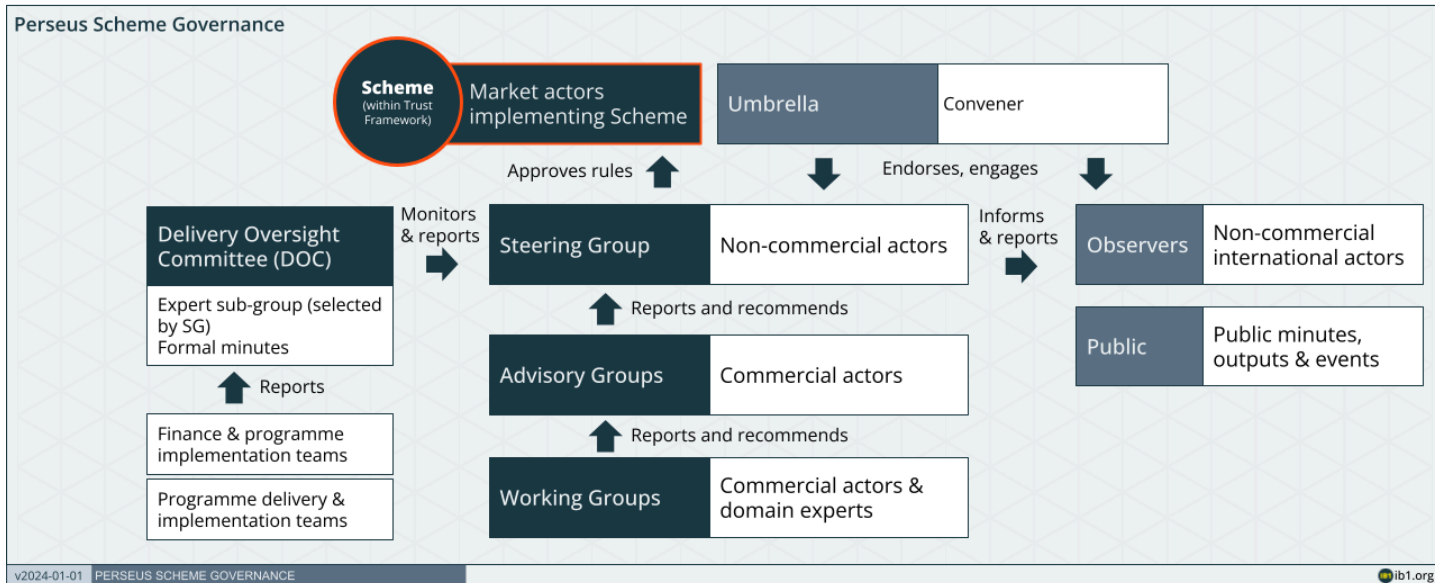 Perseus Scheme Governance
Scheme
(within Trust
Framework)
Market actors
implementing Scheme
Umbrella
Convener
Approves rules
Endorses, engages
Delivery Oversight
Committee (DOC)
Expert sub-group (selected
by SG)
Formal minutes
Monitors
& reports
Steering Group
Non-commercial actors
Informs
& reports
Observers
Non-commercial
international actors
Reports and recommends
Public
Public minutes,
outputs & events
Advisory Groups
Commercial actors
Reports
Finance & programme
implementation teams
Programme delivery &
implementation teams
Reports and recommends
Working Groups
Commercial actors &
domain experts
v2024-01-01
PERSEUS SCHEME GOVERNANCE
ib1.org